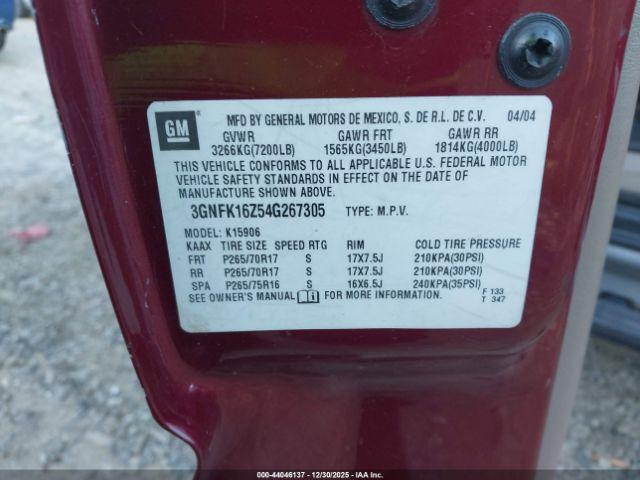 GM
MFD BY GENERAL MOTORS DE MEXICO, S. DE R.L. DE C.V. 04/04
GVWR GAWR FRT GAWR RR
3266KG(7200LB) 1565KG(3450LB) 1814KG(4000LB)
THIS VEHICLE CONFORMS TO ALL APPLICABLE U.S. FEDERAL MOTOR
VEHICLE SAFETY STANDARDS IN EFFECT ON THE DATE OF
MANUFACTURE SHOWN ABOVE.
3GNFK16Z54G267305 TYPE: M.P.V.
MODEL: K15906
KAAX TIRE SIZE SPEED RTG RIM COLD TIRE PRESSURE
FRT P265/70R17 S 17X7.5J 210KPA(30PSI)
RR P265/70R17 S 17X7.5J 210KPA(30PSI)
SPA P265/75R16 S 16X6.5J 240KPA(35PSI)
SEE OWNER'S MANUAL FOR MORE INFORMATION.
F 133
T 347
000-44046137 - 12/30/2025 - IAA Inc.